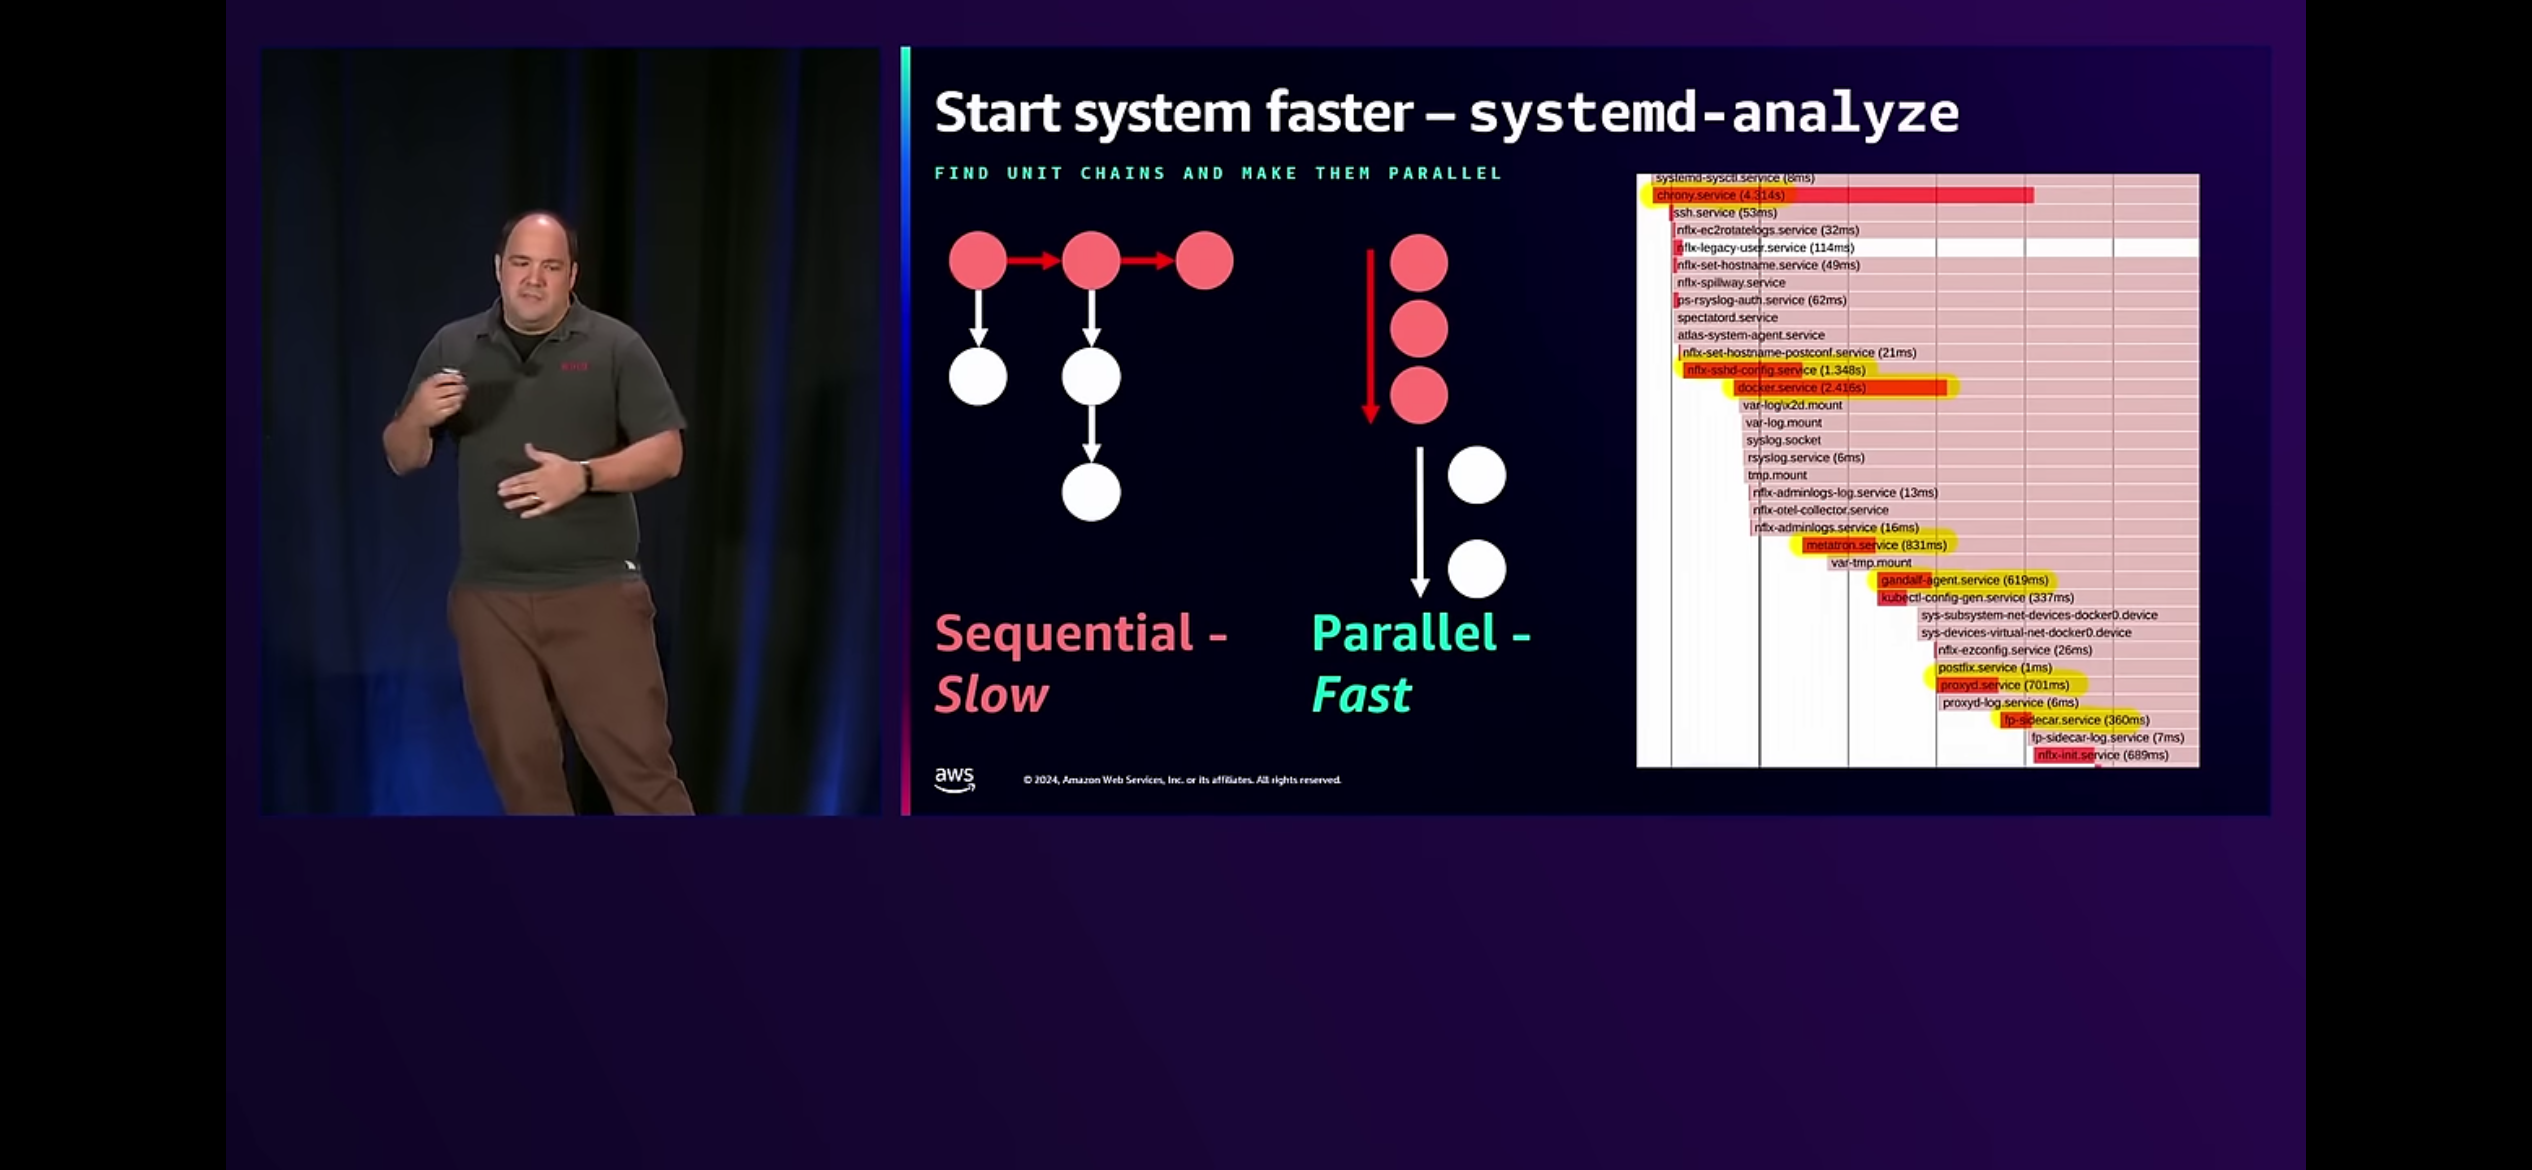 Start system faster – systemd-analyze
FIND UNIT CHAINS AND MAKE THEM PARALLEL
Sequential -
Slow
Parallel -
Fast
systemd-sysctl.service (8ms)
chrony.service (4.314s)
ssh.service (53ms)
nflx-ec2rotatelogs.service (32ms)
nflx-legacy-user.service (114ms)
nflx-set-hostname.service (49ms)
nflx-spillway.service
ps-rsyslog-auth.service (62ms)
spectatord.service
atlas-system-agent.service
nflx-set-hostname-postconf.service (21ms)
nflx-sshd-config.service (1.348s)
docker.service (2.416s)
var-log\x2d.mount
var-log.mount
syslog.socket
rsyslog.service (6ms)
tmp.mount
nflx-adminlogs-log.service (13ms)
nflx-otel-collector.service
nflx-adminlogs.service (16ms)
metatron.service (831ms)
var-tmp.mount
gandalf-agent.service (619ms)
kubectl-config-gen.service (337ms)
sys-subsystem-net-devices-docker0.device
sys-devices-virtual-net-docker0.device
nflx-ezconfig.service (26ms)
postfix.service (1ms)
proxyd.service (701ms)
proxyd-log.service (6ms)
fp-sidecar.service (360ms)
fp-sidecar-log.service (7ms)
nflx-init.service (689ms)
aws
© 2024, Amazon Web Services, Inc. or its affiliates. All rights reserved.